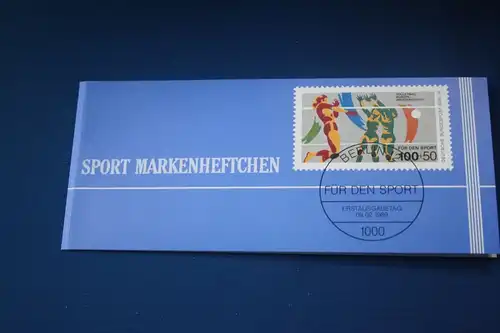 SPORT MARKENHEFTCHEN
FÜR DEN SPORT
100+50
BERLIN
FÜR DEN SPORT
ERSTAUSGABETAG
1000